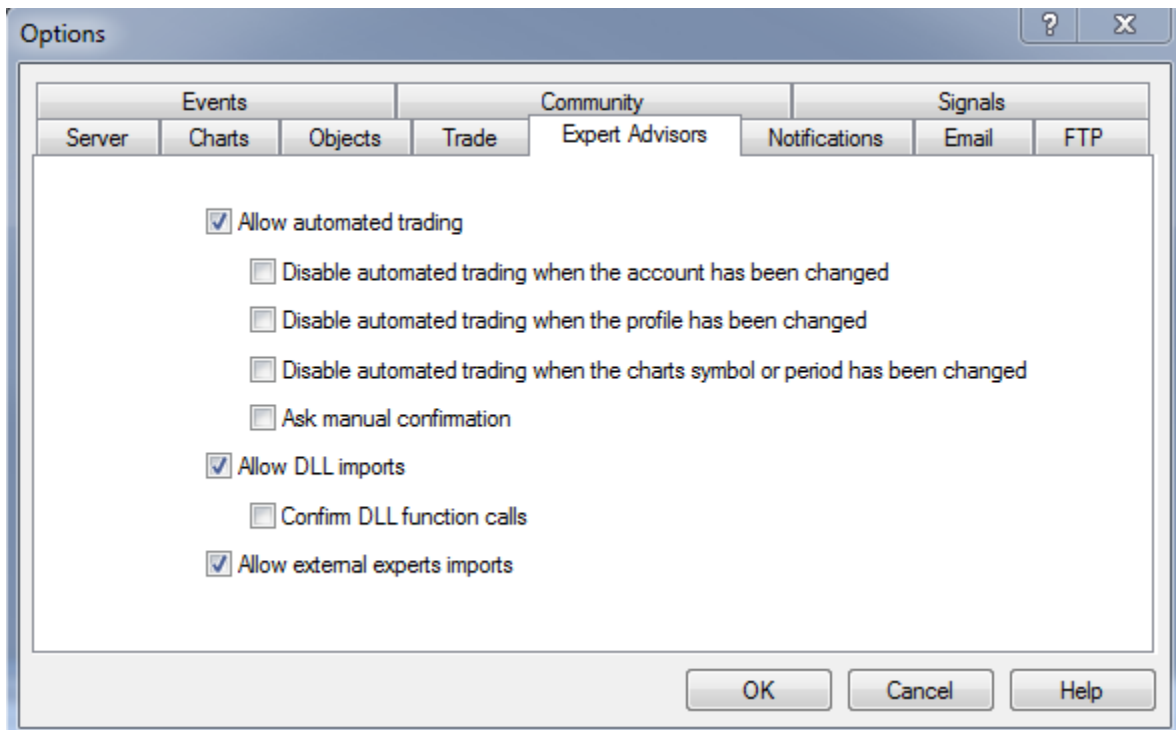 Options
Events Community Signals
Server Charts Objects Trade Expert Advisors Notifications Email FTP
Allow automated trading
Disable automated trading when the account has been changed
Disable automated trading when the profile has been changed
Disable automated trading when the charts symbol or period has been changed
Ask manual confirmation
Allow DLL imports
Confirm DLL function calls
Allow external experts imports
OK Cancel Help